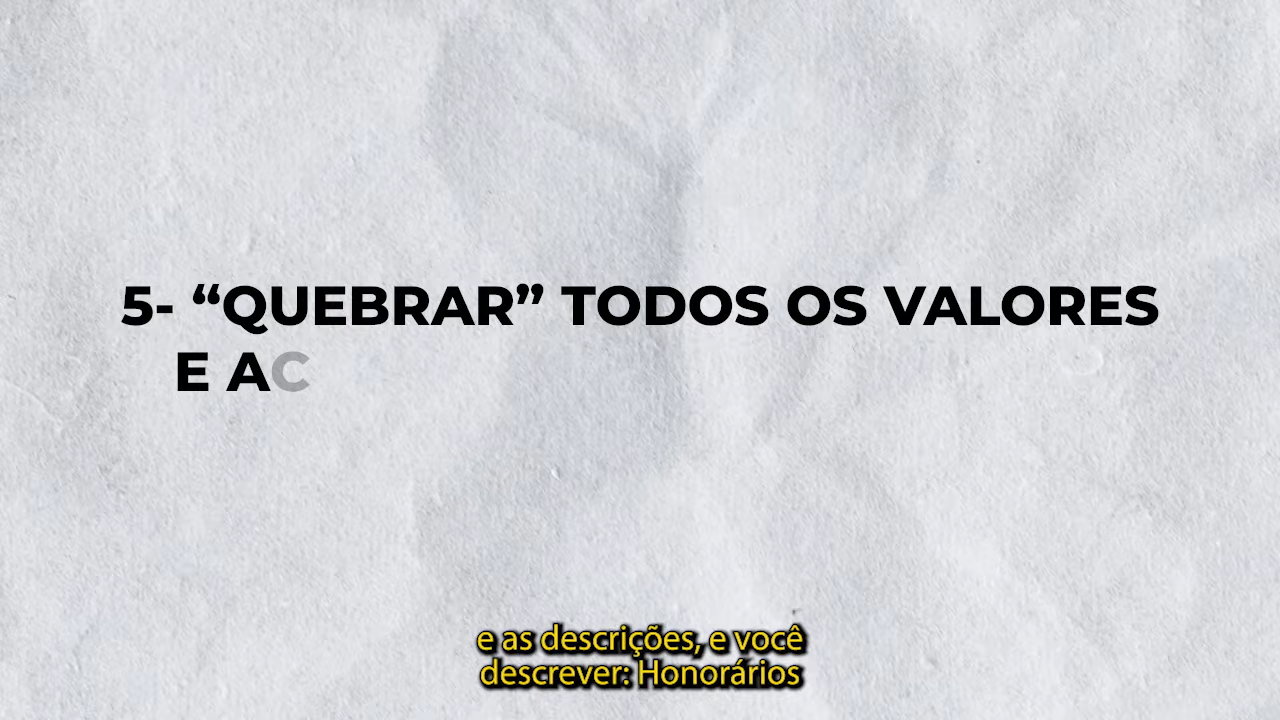 5- “QUEBRAR” TODOS OS VALORES
E AC
e as descrições, e você
descrever: Honorários